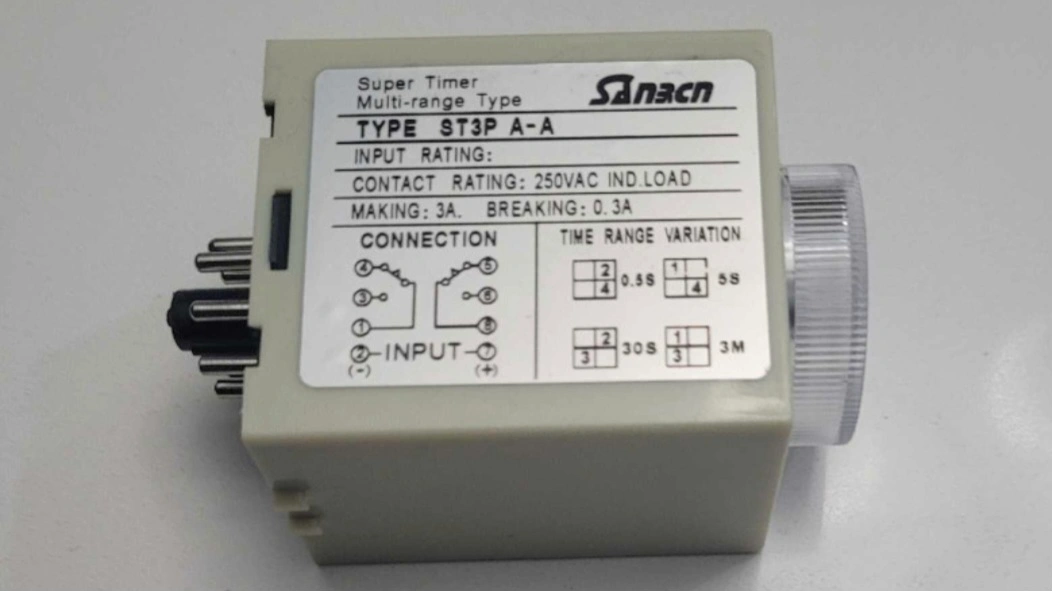 Super Timer
SAn3cn
Multi-range Type
TYPE ST3P A-A
INPUT RATING:
CONTACT RATING: 250VAC IND.LOAD
MAKING: 3A. BREAKING: 0.3A
CONNECTION
4 5
3 6
1 8
2 INPUT 7
(-) (+)
TIME RANGE VARIATION
2 4 0.5S
1 4 5S
2 3 30S
1 3 3M